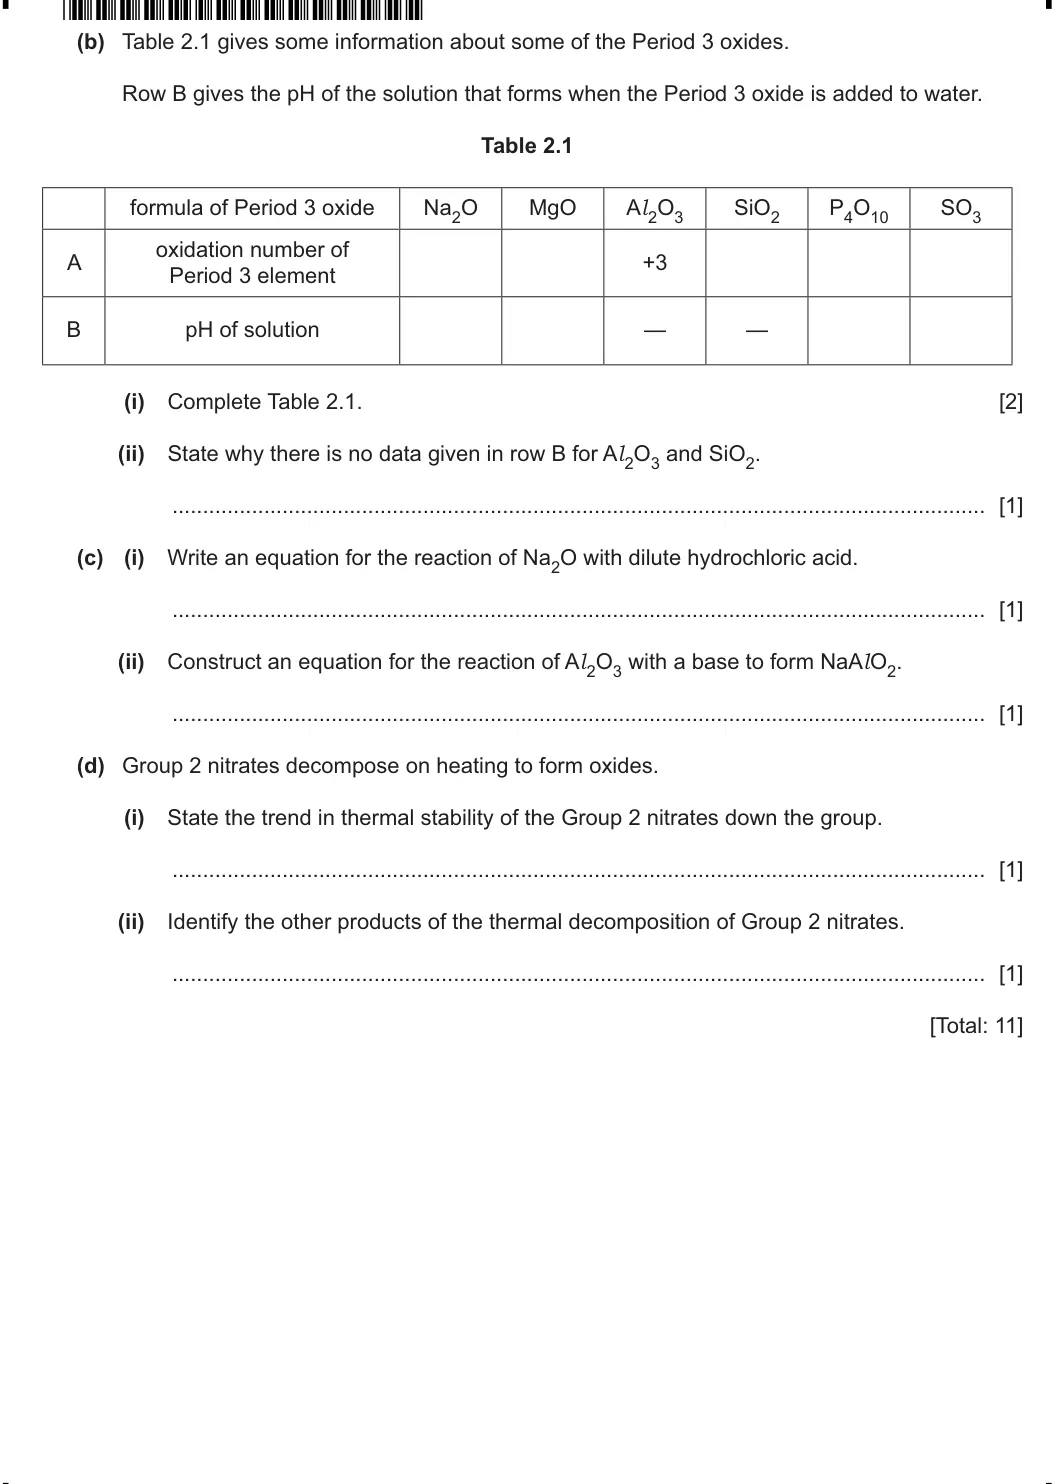 (b) Table 2.1 gives some information about some of the Period 3 oxides.
Row B gives the pH of the solution that forms when the Period 3 oxide is added to water.
Table 2.1
formula of Period 3 oxide Na2O MgO Al2O3 SiO2 P4O10 SO3
A oxidation number of Period 3 element +3
B pH of solution — —
(i) Complete Table 2.1. [2]
(ii) State why there is no data given in row B for Al2O3 and SiO2.
[1]
(c) (i) Write an equation for the reaction of Na2O with dilute hydrochloric acid.
[1]
(ii) Construct an equation for the reaction of Al2O3 with a base to form NaAlO2.
[1]
(d) Group 2 nitrates decompose on heating to form oxides.
(i) State the trend in thermal stability of the Group 2 nitrates down the group.
[1]
(ii) Identify the other products of the thermal decomposition of Group 2 nitrates.
[1]
[Total: 11]